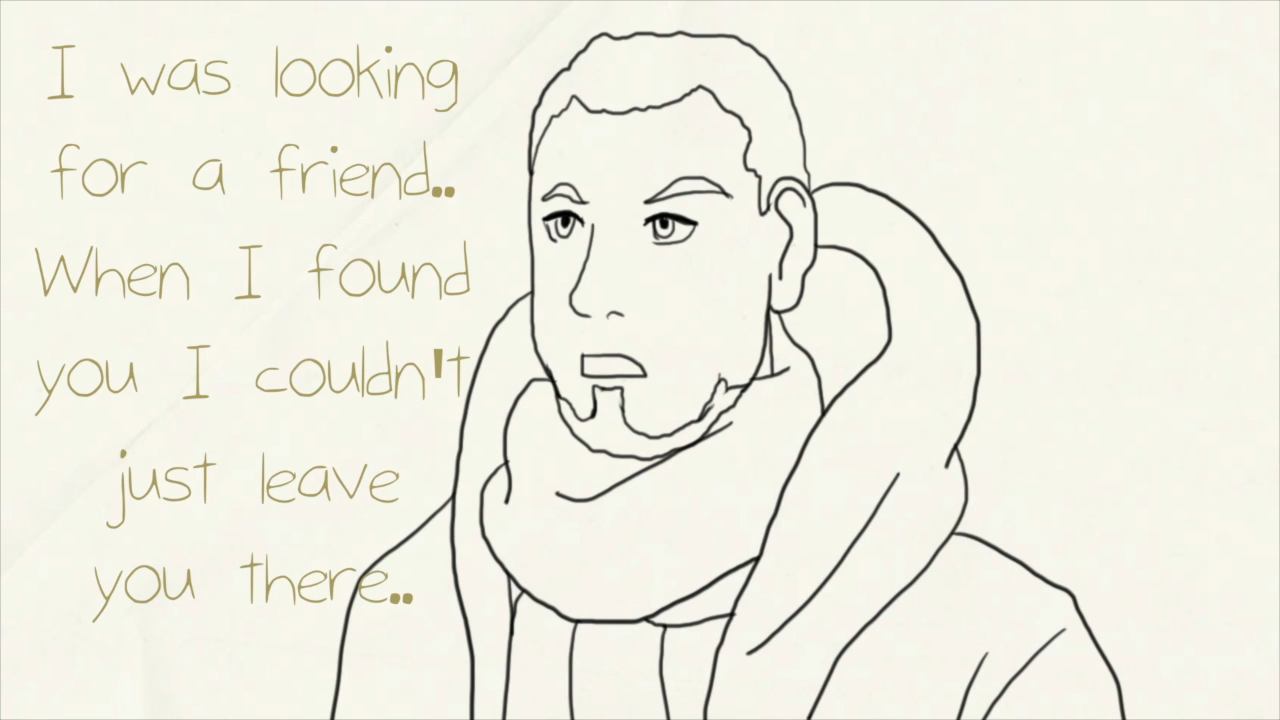 I was looking
for a friend..
When I found
you I couldn't
just leave
you there..